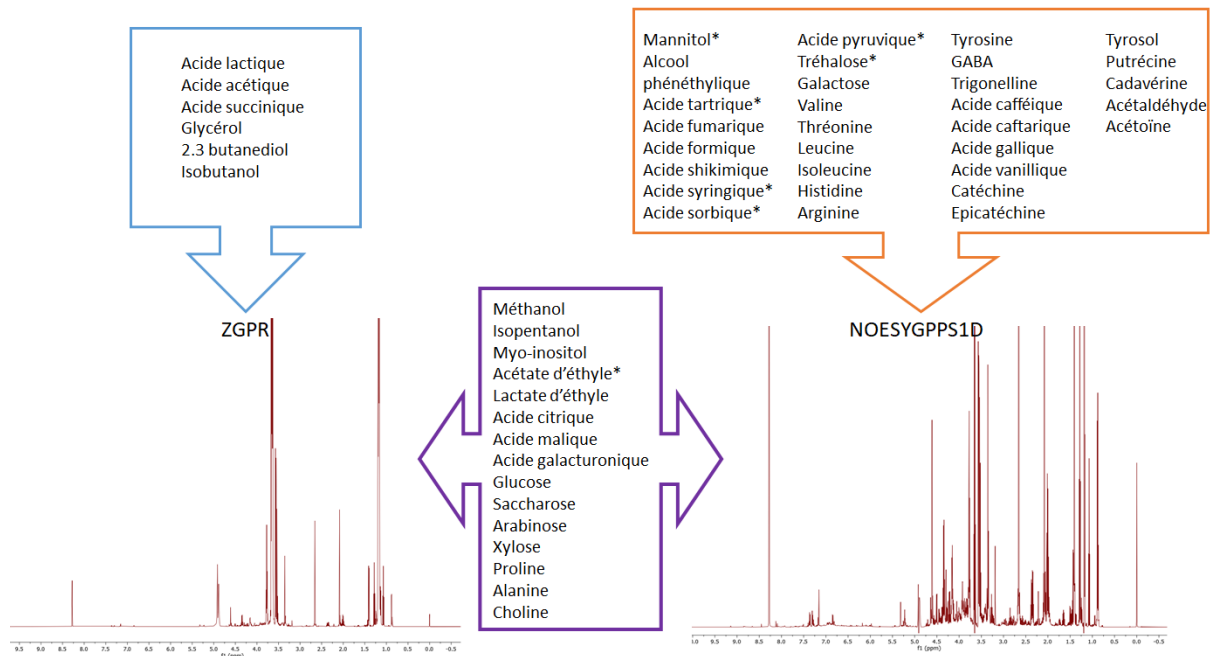 Acide lactique
Acide acétique
Acide succinique
Glycérol
2.3 butanediol
Isobutanol
Mannitol*
Alcool
phénéthylique
Acide tartrique*
Acide fumarique
Acide formique
Acide shikimique
Acide syringique*
Acide sorbique*
Acide pyruvique*
Tréhalose*
Galactose
Valine
Thréonine
Leucine
Isoleucine
Histidine
Arginine
Tyrosine
GABA
Trigonelline
Acide cafféique
Acide caftarique
Acide gallique
Acide vanillique
Catéchine
Epicatéchine
Tyrosol
Putrécine
Cadavérine
Acétaldéhyde
Acétoïne
ZGPR
Méthanol
Isopentanol
Myo-inositol
Acétate d'éthyle*
Lactate d'éthyle
Acide citrique
Acide malique
Acide galacturonique
Glucose
Saccharose
Arabinose
Xylose
Proline
Alanine
Choline
NOESYGPPS1D
9.5 9.0 8.5 8.0 7.5 7.0 6.5 6.0 5.5 5.0 4.5 4.0 3.5 3.0 2.5 2.0 1.5 1.0 0.5 0.0 -0.5
f1 (ppm)
9.0 8.5 8.0 7.5 7.0 6.5 6.0 5.5 5.0 4.5 4.0 3.5 3.0 2.5 2.0 1.5 1.0 0.5 0.0 -0.5
f1 (ppm)